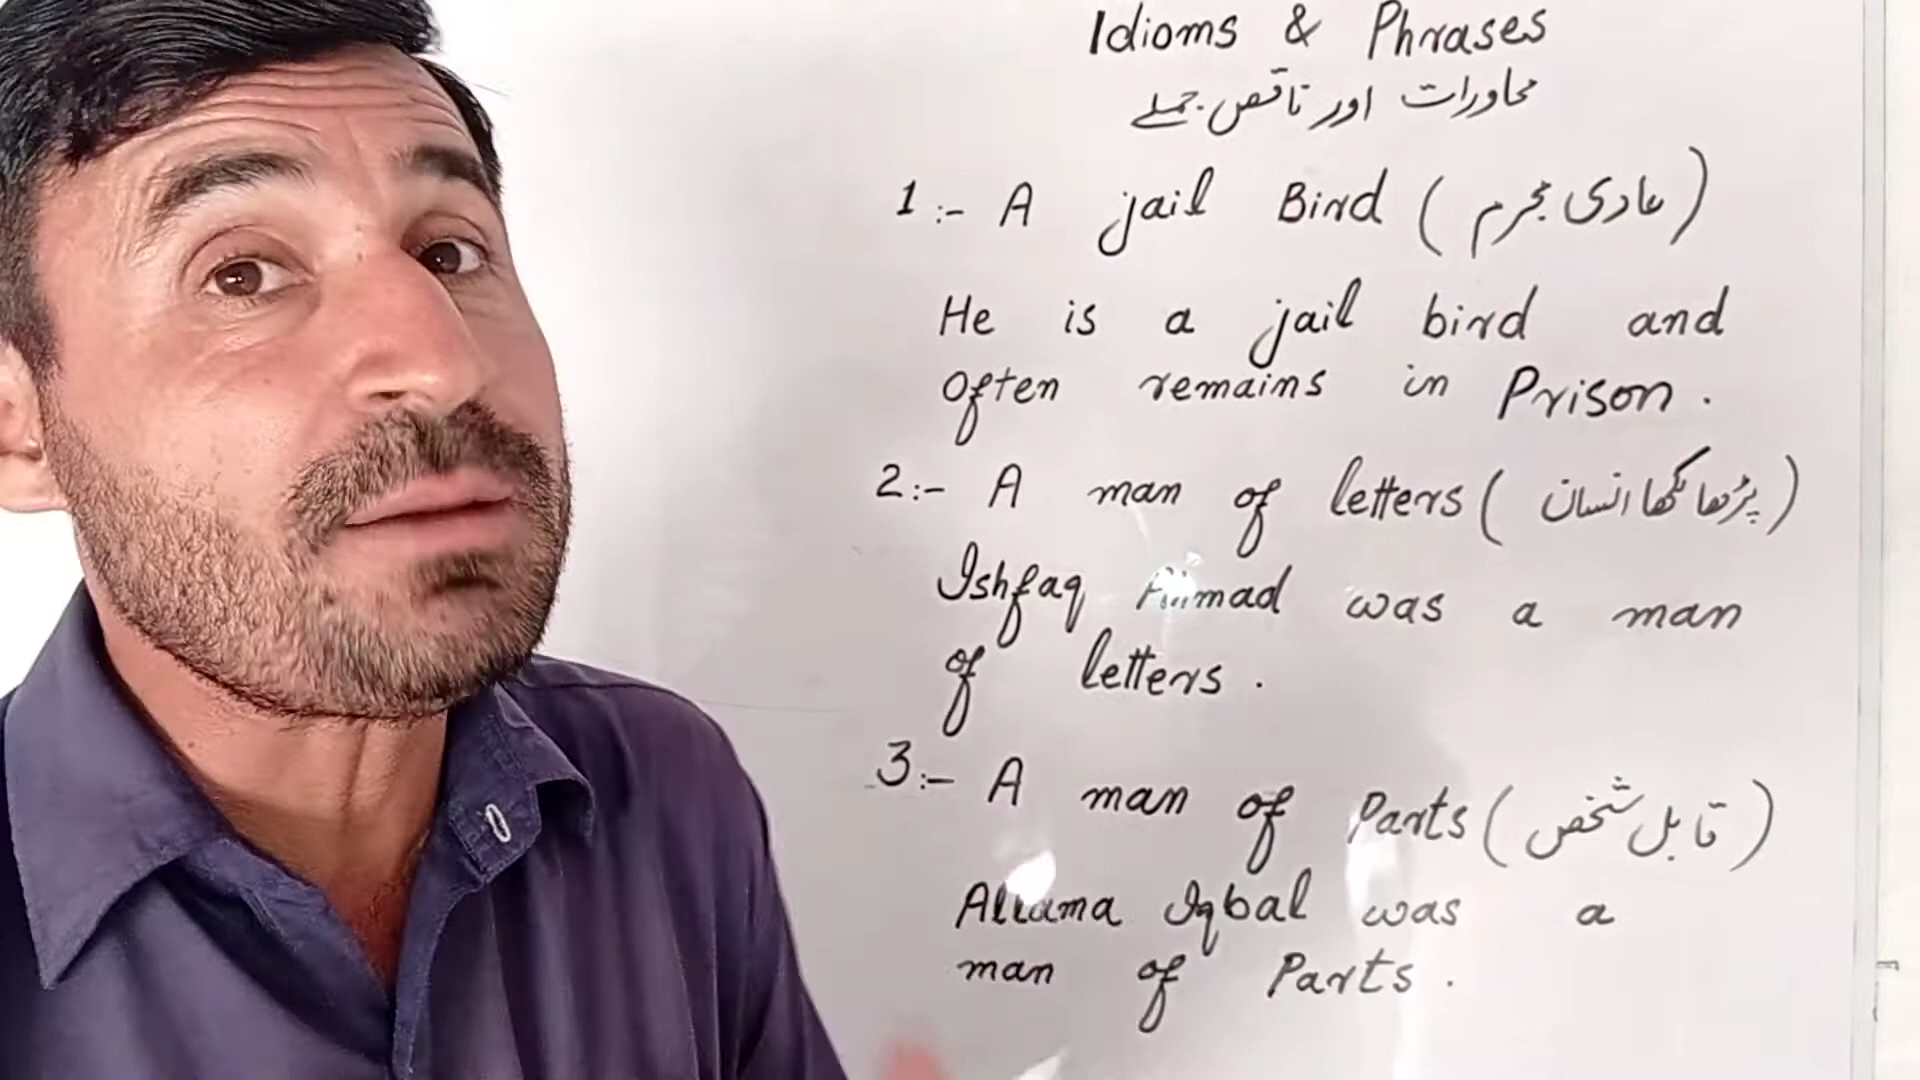 Idioms & Phrases
محاورات اور ناقص جملے
1:- A jail Bird (عادی مجرم)
He is a jail bird and
often remains in Prison.
2:- A man of letters (پڑھا لکھا انسان)
Ishfaq Ahmad was a man
of letters.
3:- A man of Parts (قابل شخص)
Allama Iqbal was a
man of Parts.